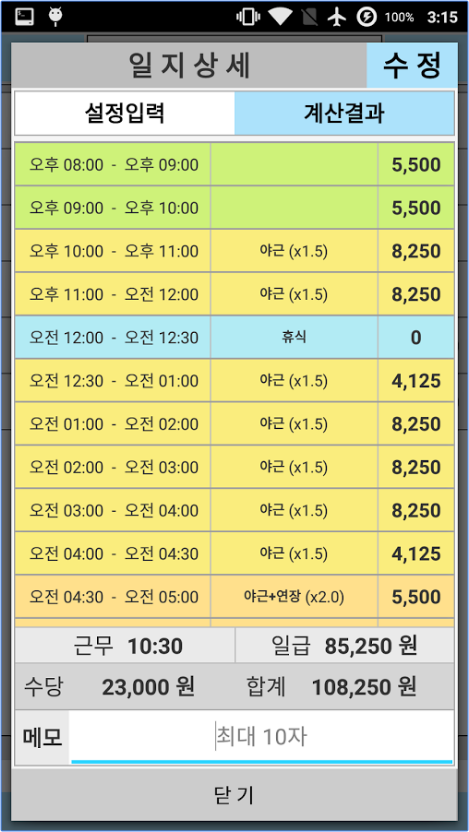 100% 3:15
일지상세 수정
설정입력 계산결과
오후 08:00 - 오후 09:00 5,500
오후 09:00 - 오후 10:00 5,500
오후 10:00 - 오후 11:00 야근 (x1.5) 8,250
오후 11:00 - 오전 12:00 야근 (x1.5) 8,250
오전 12:00 - 오전 12:30 휴식 0
오전 12:30 - 오전 01:00 야근 (x1.5) 4,125
오전 01:00 - 오전 02:00 야근 (x1.5) 8,250
오전 02:00 - 오전 03:00 야근 (x1.5) 8,250
오전 03:00 - 오전 04:00 야근 (x1.5) 8,250
오전 04:00 - 오전 04:30 야근 (x1.5) 4,125
오전 04:30 - 오전 05:00 야근+연장 (x2.0) 5,500
근무 10:30 일급 85,250 원
수당 23,000 원 합계 108,250 원
메모 최대 10자
닫기